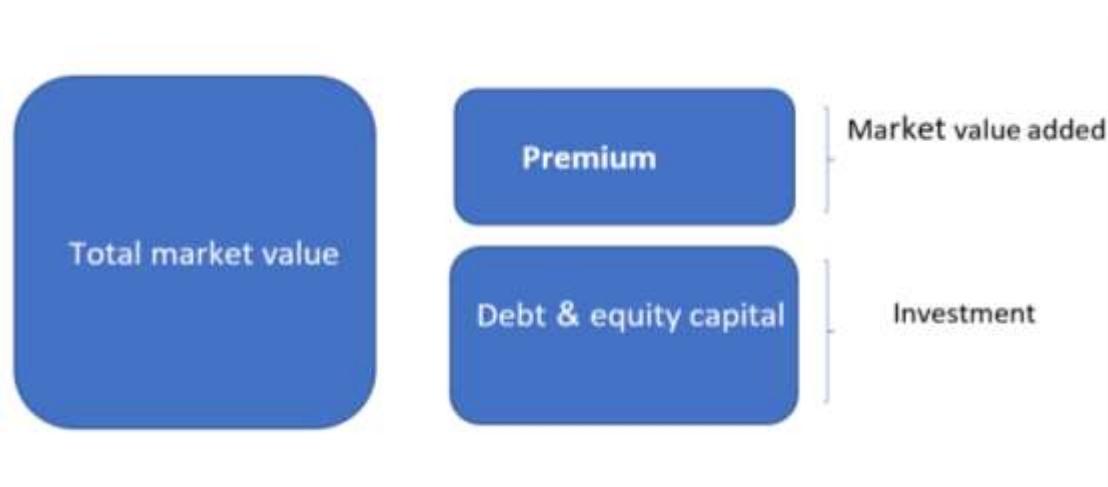 Premium
Market value added
Total market value
Debt & equity capital
Investment